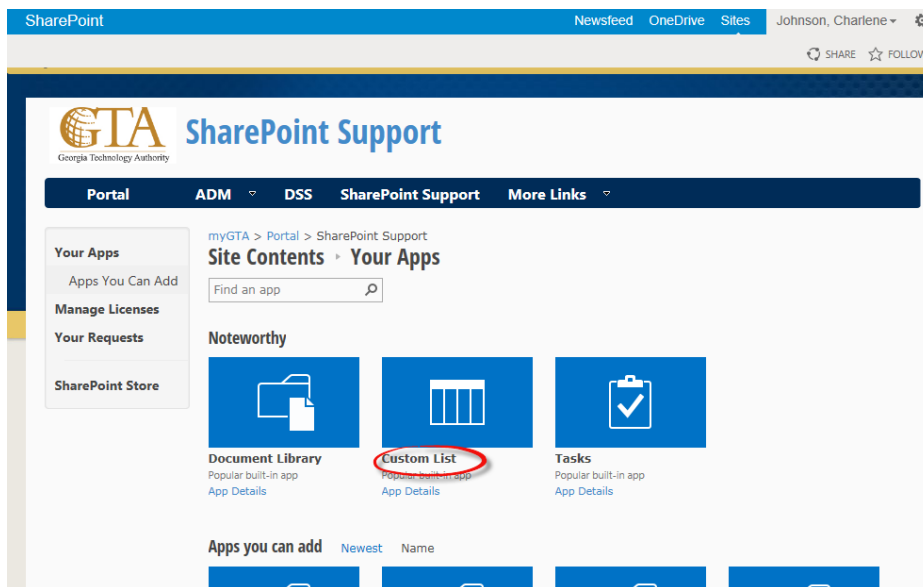 SharePoint
Newsfeed OneDrive Sites Johnson, Charlene
SHARE FOLLOW
GTA
Georgia Technology Authority
SharePoint Support
Portal ADM DSS SharePoint Support More Links
Your Apps
Apps You Can Add
Manage Licenses
Your Requests
SharePoint Store
myGTA > Portal > SharePoint Support
Site Contents ▸ Your Apps
Find an app
Noteworthy
Document Library
Popular built-in app
App Details
Custom List
Popular built-in app
App Details
Tasks
Popular built-in app
App Details
Apps you can add Newest Name